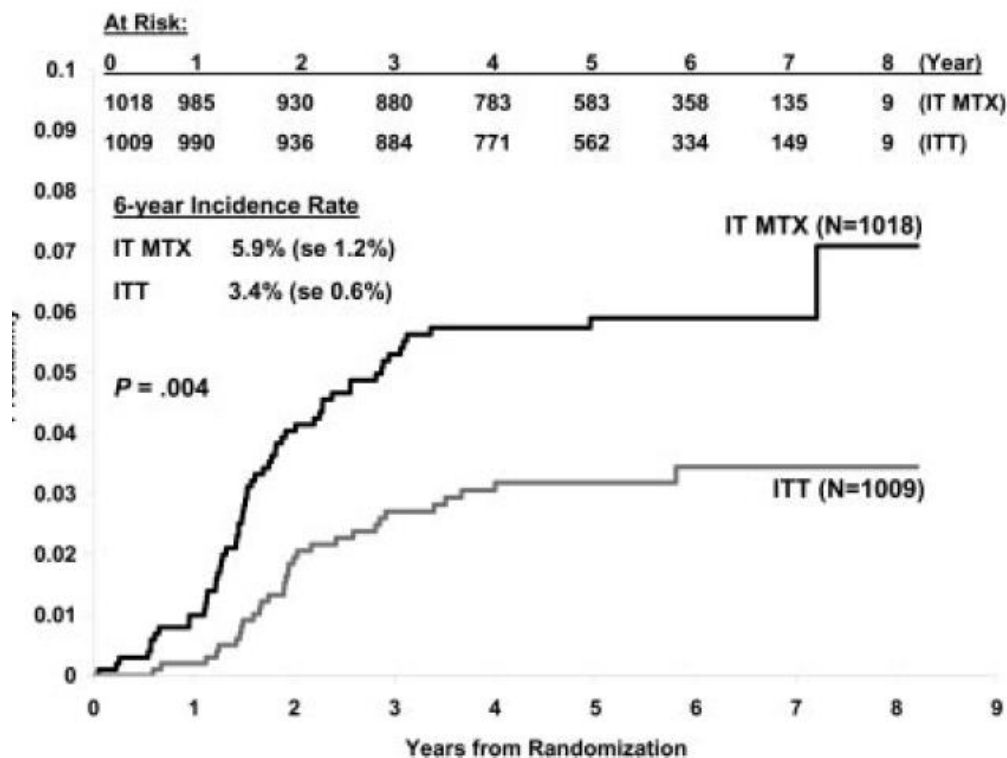 At Risk:
0 1 2 3 4 5 6 7 8 (Year)
1018 985 930 880 783 583 358 135 9 (IT MTX)
1009 990 936 884 771 562 334 149 9 (ITT)
0.1
0.09
0.08
0.07
0.06
0.05
0.04
0.03
0.02
0.01
0
6-year Incidence Rate
IT MTX 5.9% (se 1.2%)
ITT 3.4% (se 0.6%)
P = .004
IT MTX (N=1018)
ITT (N=1009)
0 1 2 3 4 5 6 7 8 9
Years from Randomization